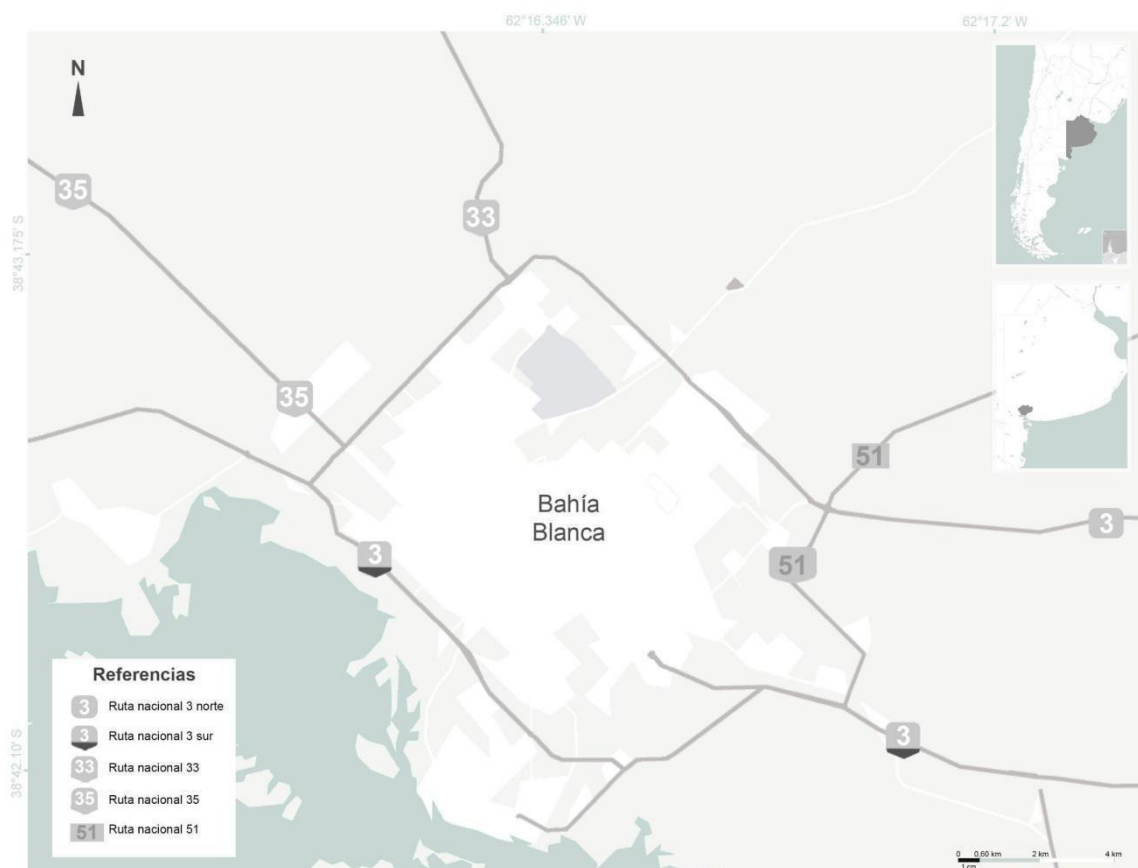 62°16.346' W
62°17.2' W
N
38°43.175' S
35
33
35
51
Bahía
Blanca
3
3
51
3
38°42.10' S
Referencias
3 Ruta nacional 3 norte
3 Ruta nacional 3 sur
33 Ruta nacional 33
35 Ruta nacional 35
51 Ruta nacional 51
0 0,60 km 2 km 4 km
1 cm